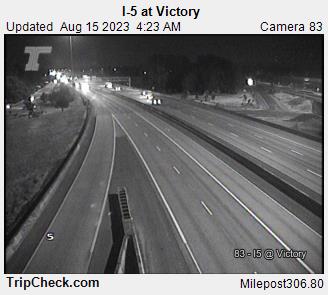 I-5 at Victory
Updated Aug 15 2023 4:23 AM Camera 83
T
S
83 - I5 @ Victory
TripCheck.com Milepost306.80